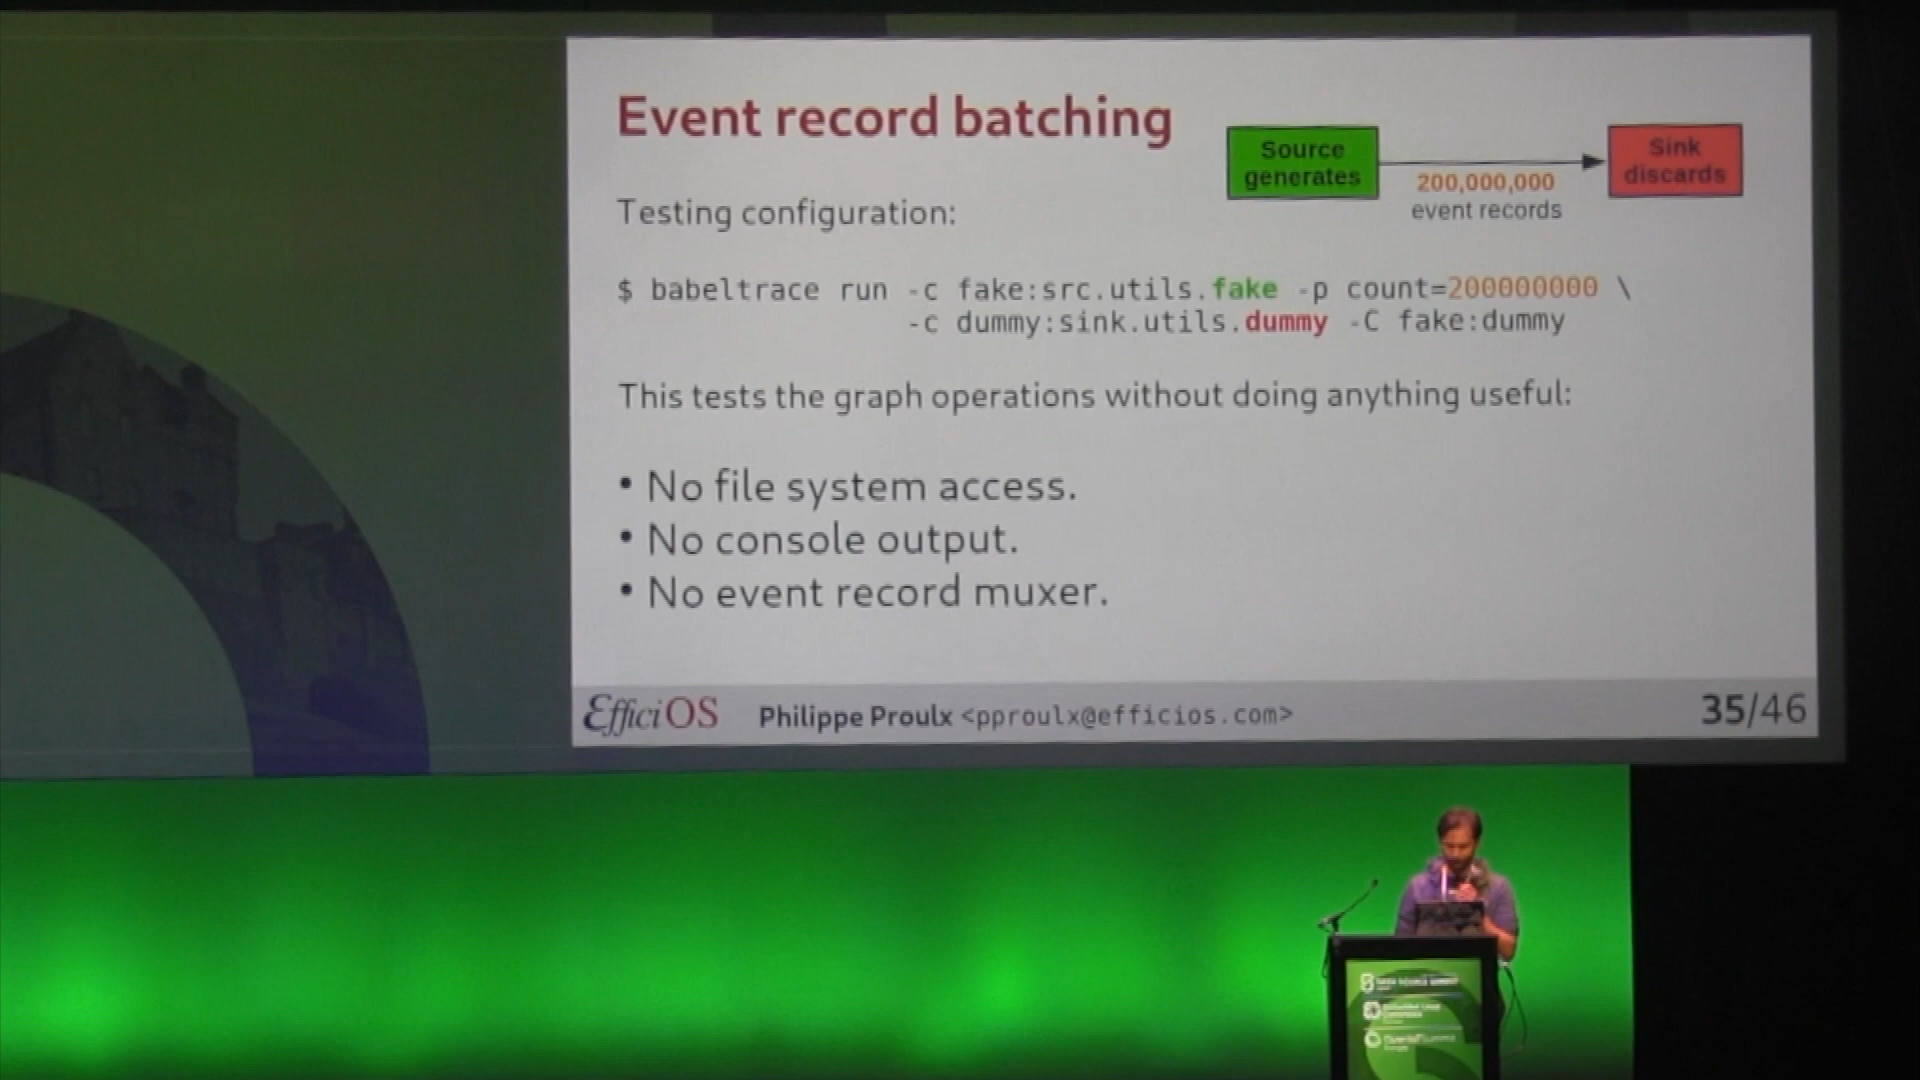 Event record batching
Source
generates
200,000,000
event records
Sink
discards
Testing configuration:
$ babeltrace run -c fake:src.utils.fake -p count=200000000 \
-c dummy:sink.utils.dummy -C fake:dummy
This tests the graph operations without doing anything useful:
• No file system access.
• No console output.
• No event record muxer.
EfficiOS
Philippe Proulx <pproulx@efficios.com>
35/46